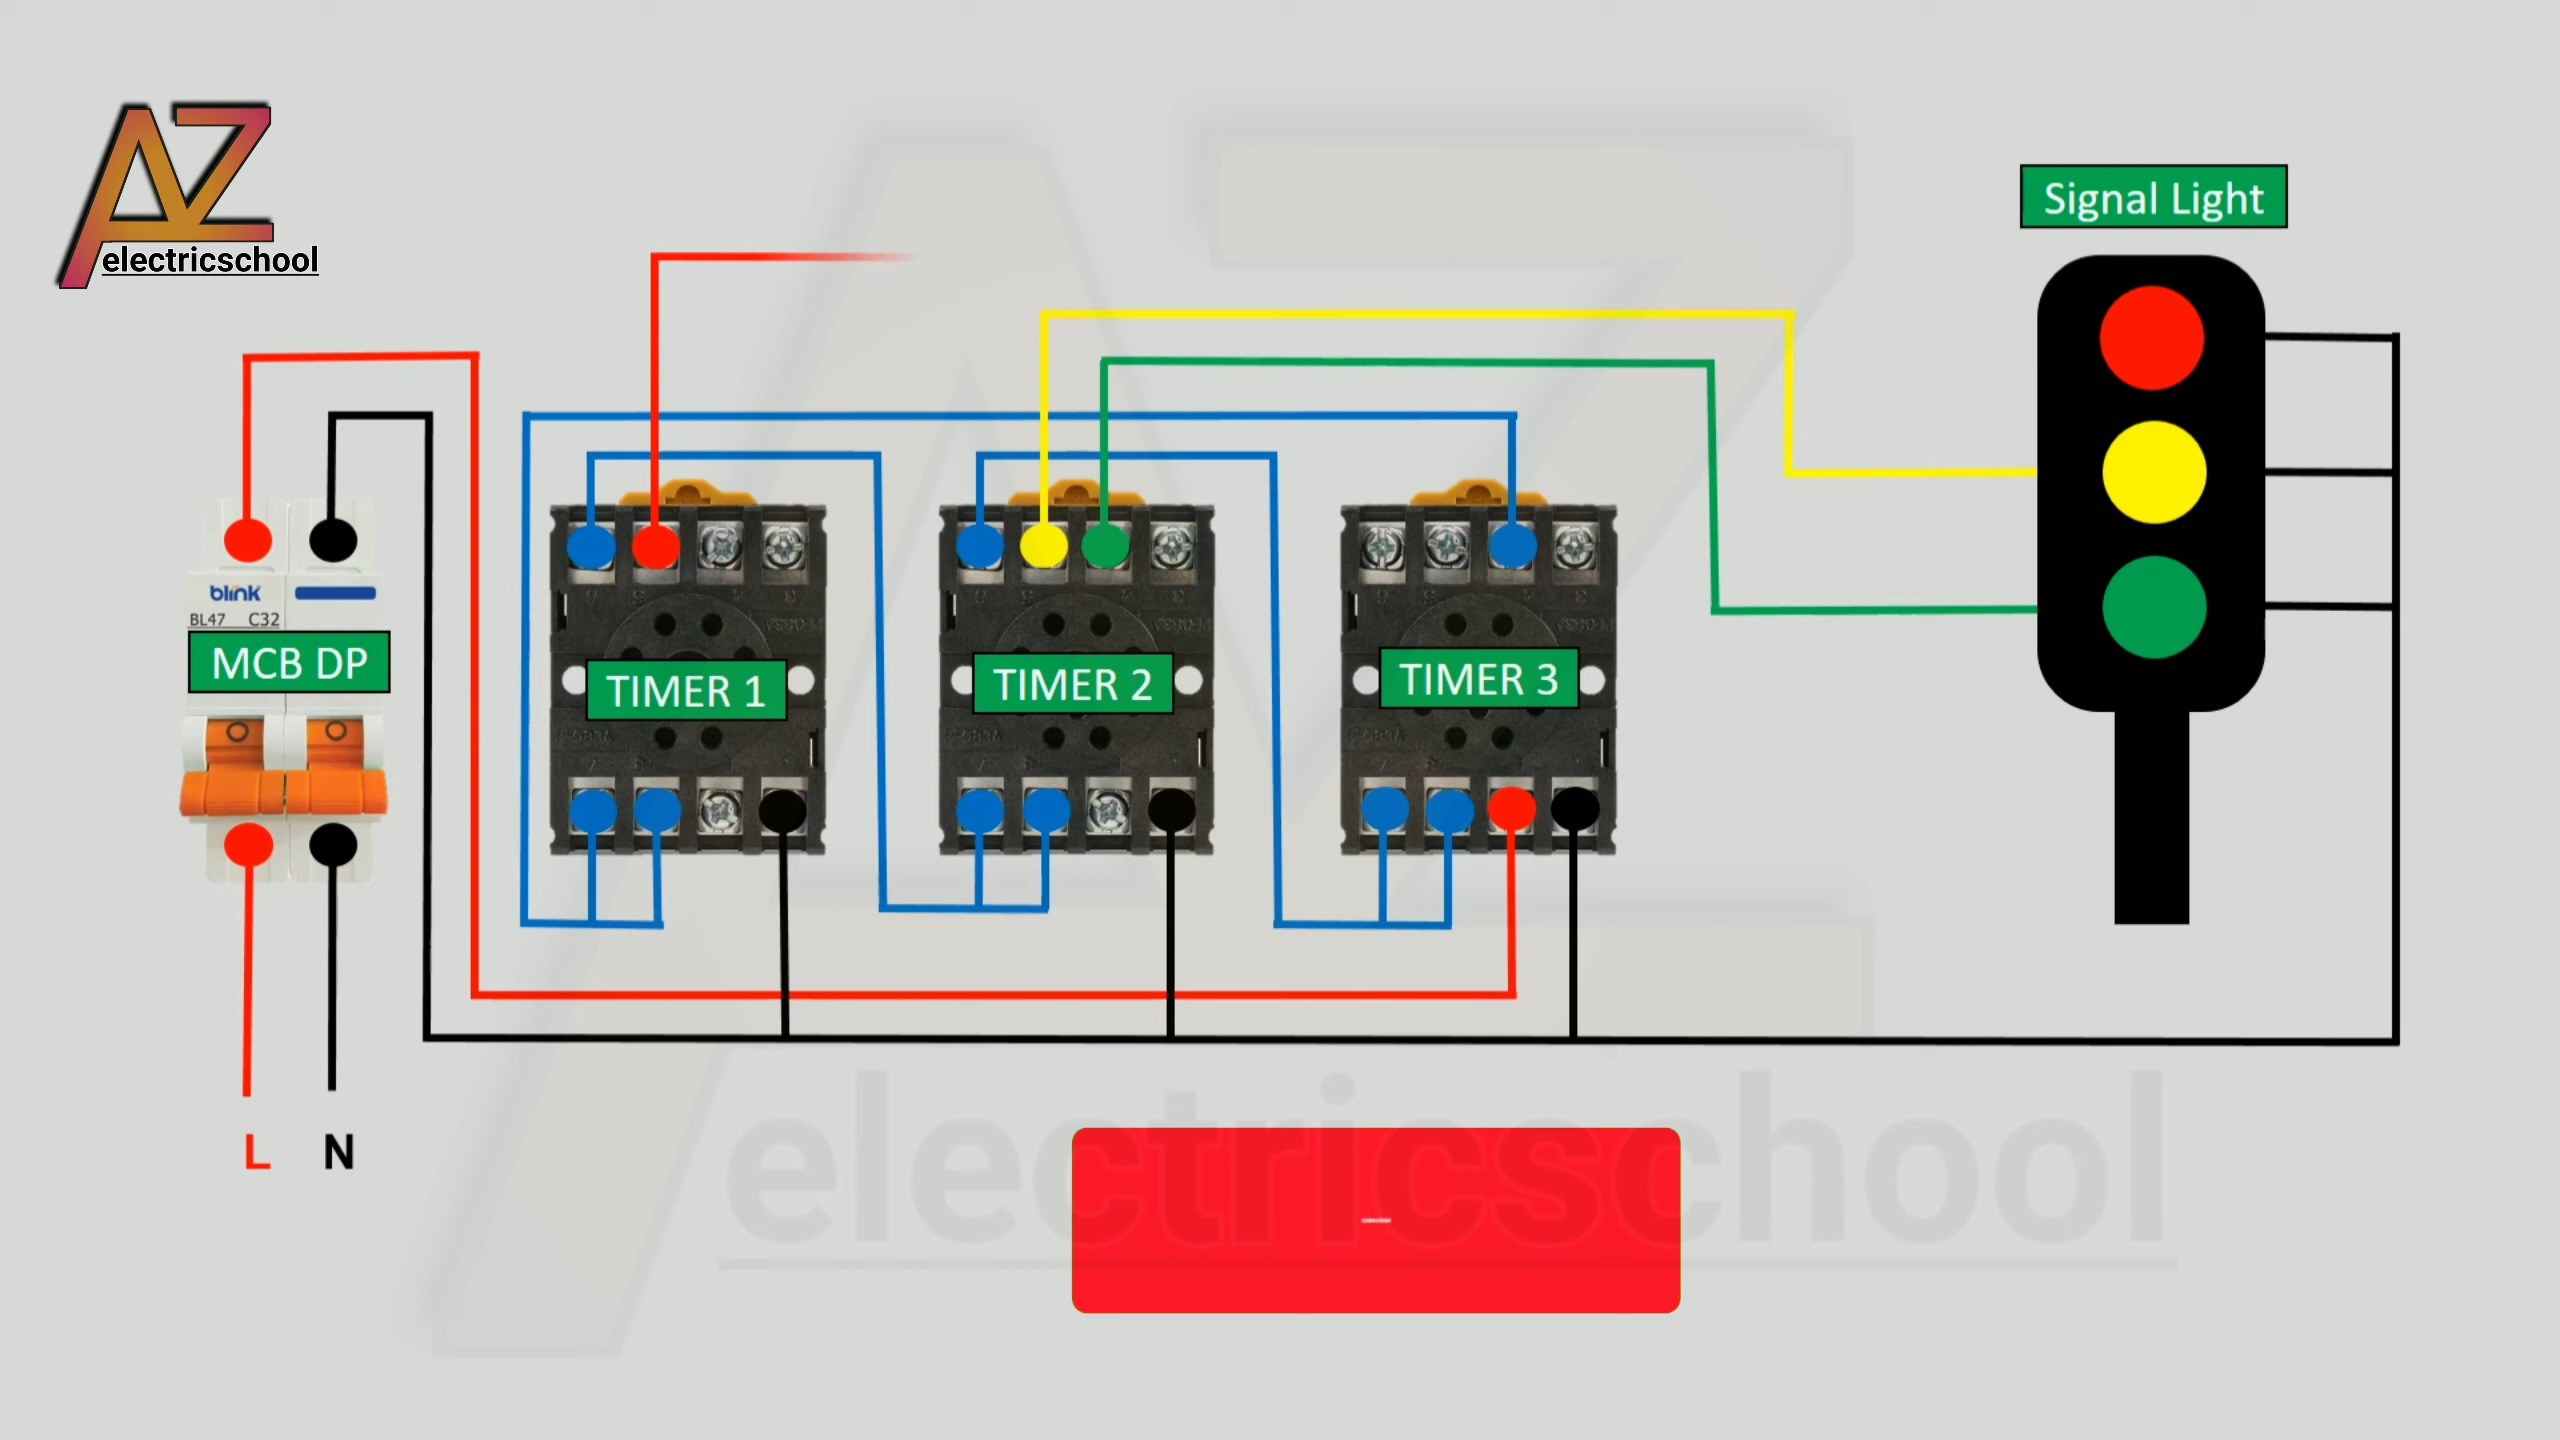 AZ
electricschool
Signal Light
blink
BL47 C32
MCB DP
TIMER 1
TIMER 2
TIMER 3
L N
electricschool